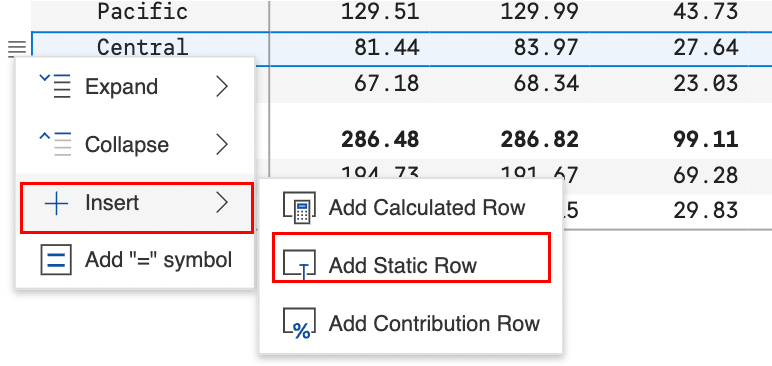 Pacific 129.51 129.99 43.73
Central 81.44 83.97 27.64
Expand 67.18 68.34 23.03
Collapse 286.48 286.82 99.11
194.73 191.67 69.28
Insert
Add Calculated Row 29.83
Add "=" symbol
Add Static Row
Add Contribution Row